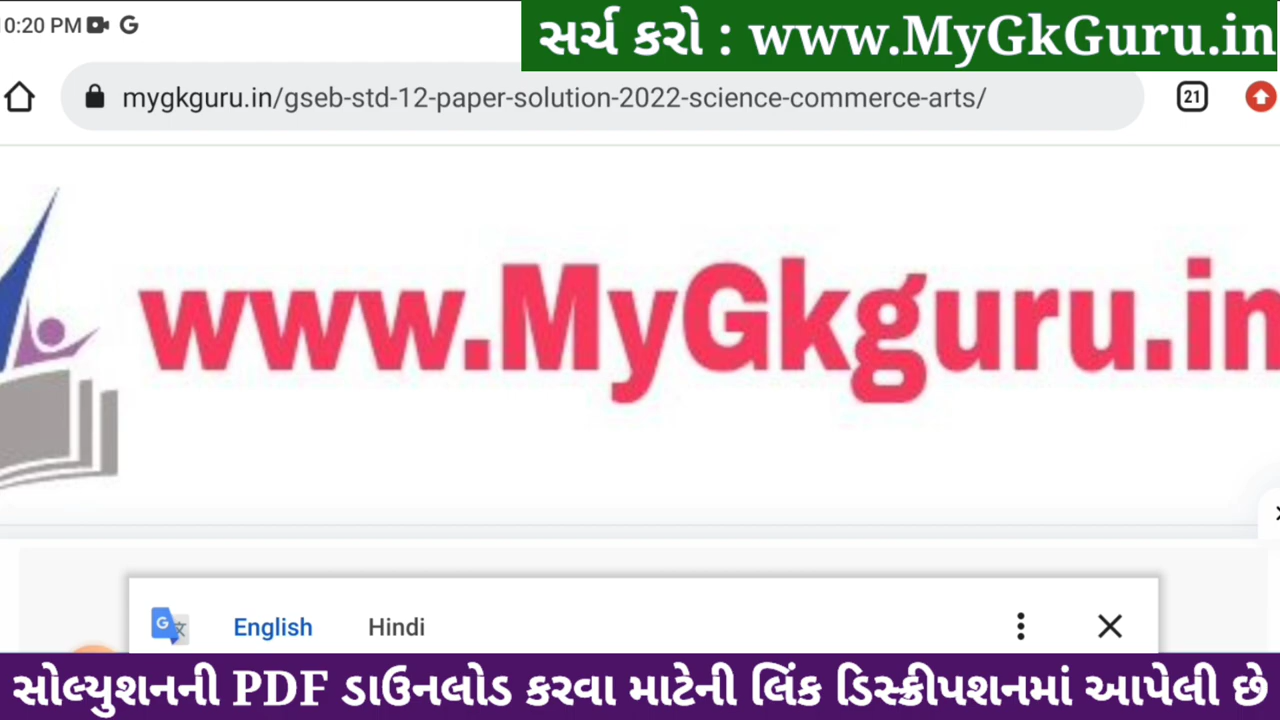 10:20 PM G
સર્ચ કરો : www.MyGkGuru.in
mygkguru.in/gseb-std-12-paper-solution-2022-science-commerce-arts/
21
www.MyGkguru.in
G
English Hindi
સોલ્યુશનની PDF ડાઉનલોડ કરવા માટેની લિંક ડિસ્ક્રીપશનમાં આપેલી છે